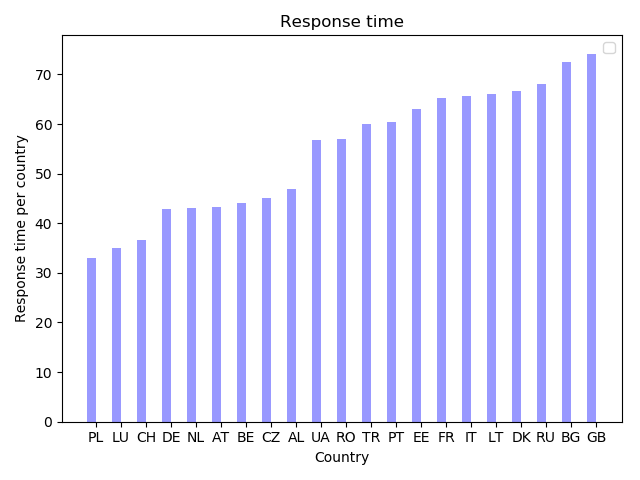 Response time
Response time per country
70
60
50
40
30
20
10
0
PL LU CH DE NL AT BE CZ AL UA RO TR PT EE FR IT LT DK RU BG GB
Country